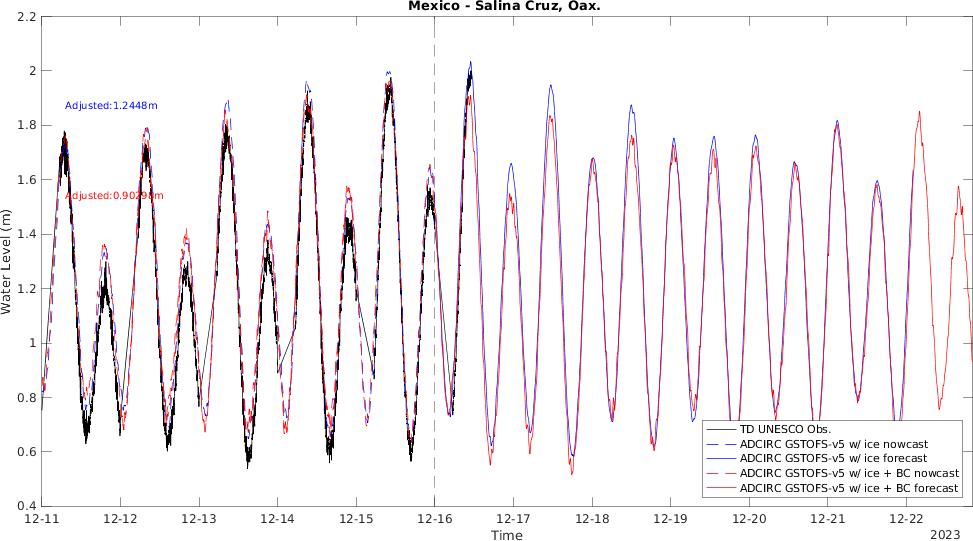 Mexico - Salina Cruz, Oax.
2.2
2
1.8
1.6
1.4
1.2
1
0.8
0.6
0.4
Water Level (m)
Adjusted:1.2448m
Adjusted:0.90298m
TD UNESCO Obs.
ADCIRC GSTOFS-v5 w/ ice nowcast
ADCIRC GSTOFS-v5 w/ ice forecast
ADCIRC GSTOFS-v5 w/ ice + BC nowcast
ADCIRC GSTOFS-v5 w/ ice + BC forecast
12-11 12-12 12-13 12-14 12-15 12-16 12-17 12-18 12-19 12-20 12-21 12-22
Time
2023